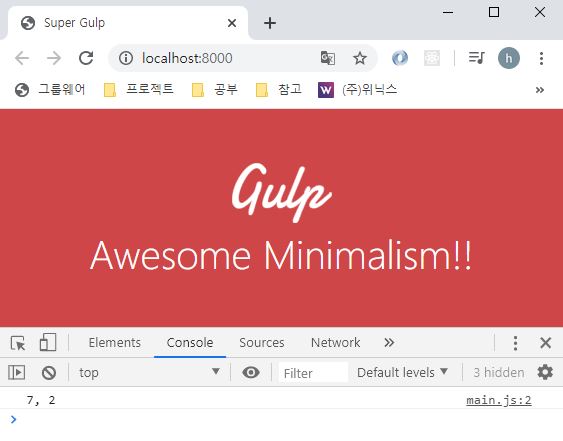 Super Gulp
localhost:8000
h
그룹웨어 프로젝트 공부 참고 W (주)위닉스 »
Gulp
Awesome Minimalism!!
Elements Console Sources Network »
top Filter Default levels 3 hidden
7, 2 main.js:2